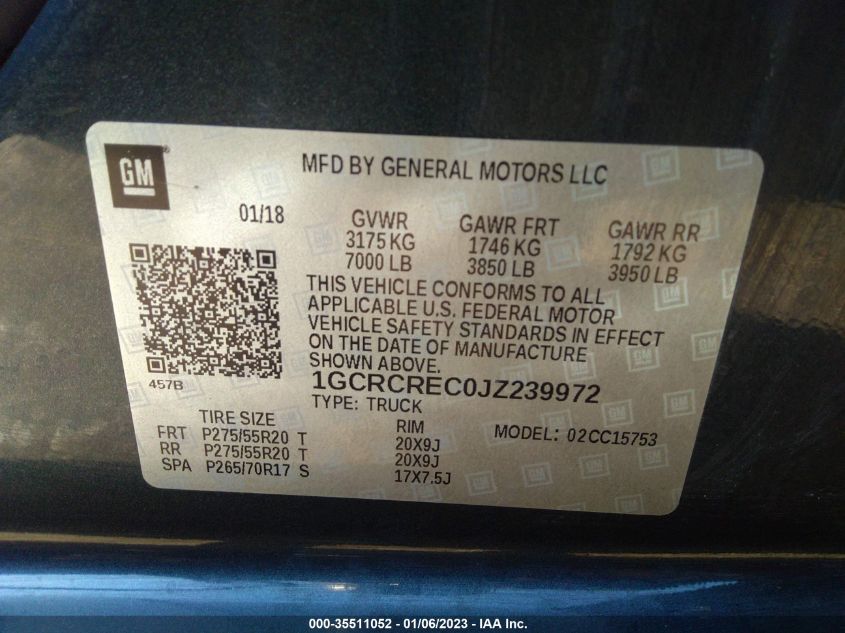 GM
MFD BY GENERAL MOTORS LLC
01/18
GVWR GAWR FRT GAWR RR
3175 KG 1746 KG 1792 KG
7000 LB 3850 LB 3950 LB
THIS VEHICLE CONFORMS TO ALL
APPLICABLE U.S. FEDERAL MOTOR
VEHICLE SAFETY STANDARDS IN EFFECT
ON THE DATE OF MANUFACTURE
SHOWN ABOVE.
457B
1GCRCREC0JZ239972
TYPE: TRUCK
TIRE SIZE RIM MODEL: 02CC15753
FRT P275/55R20 T 20X9J
RR P275/55R20 T 20X9J
SPA P265/70R17 S 17X7.5J
000-35511052 — 01/06/2023 — IAA Inc.